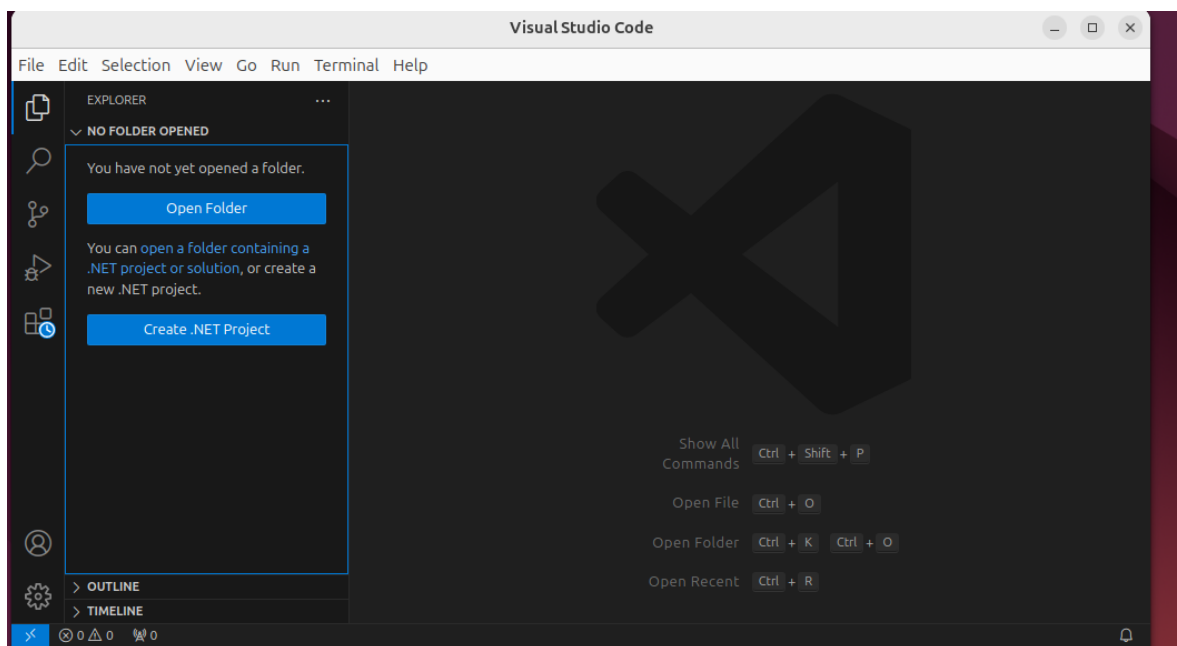 Visual Studio Code
File Edit Selection View Go Run Terminal Help
EXPLORER
NO FOLDER OPENED
You have not yet opened a folder.
Open Folder
You can open a folder containing a
.NET project or solution, or create a
new .NET project.
Create .NET Project
OUTLINE
TIMELINE
Show All
Commands
Ctrl + Shift + P
Open File Ctrl + O
Open Folder Ctrl + K Ctrl + O
Open Recent Ctrl + R
0 0 0